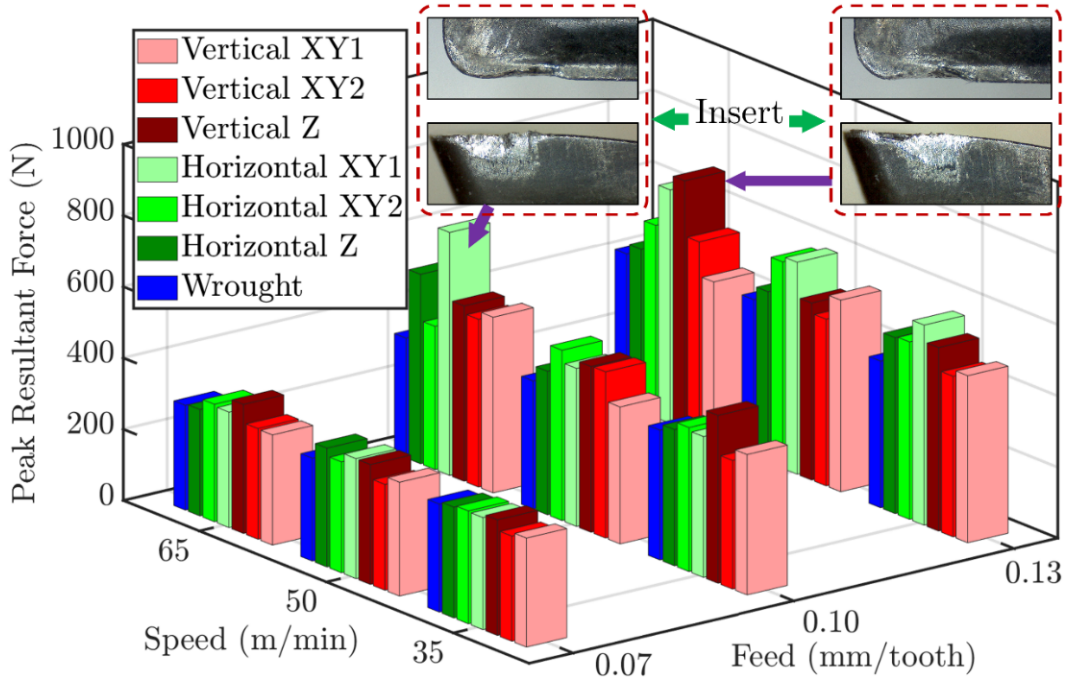 Vertical XY1
Vertical XY2
Vertical Z
Horizontal XY1
Horizontal XY2
Horizontal Z
Wrought
Insert
Peak Resultant Force (N)
1000
800
600
400
200
0
65
50
35
Speed (m/min)
0.07
0.10
0.13
Feed (mm/tooth)